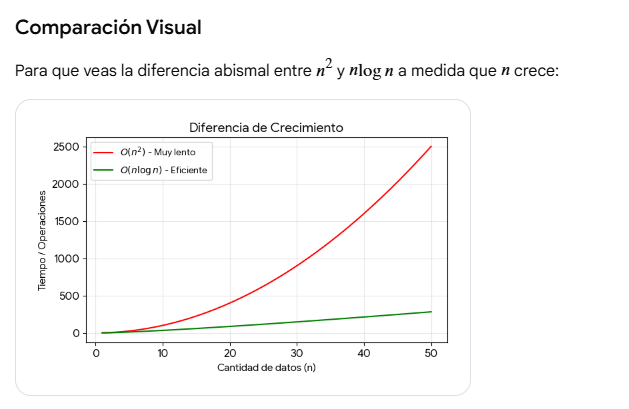 Comparación Visual
Para que veas la diferencia abismal entre n² y n log n a medida que n crece:
Diferencia de Crecimiento
O(n²) - Muy lento
O(nlog n) - Eficiente
Tiempo / Operaciones
2500
2000
1500
1000
500
0
0 10 20 30 40 50
Cantidad de datos (n)